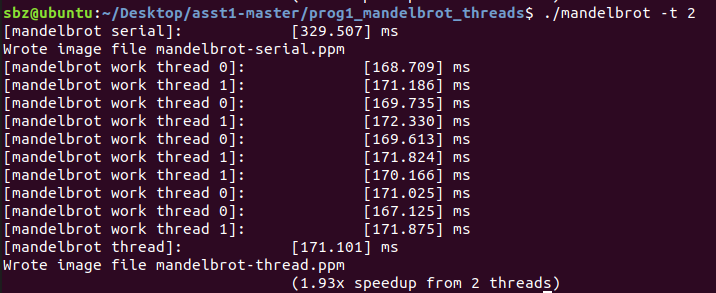 sbz@ubuntu:~/Desktop/asst1-master/prog1_mandelbrot_threads$ ./mandelbrot -t 2
[mandelbrot serial]: [329.507] ms
Wrote image file mandelbrot-serial.ppm
[mandelbrot work thread 0]: [168.709] ms
[mandelbrot work thread 1]: [171.186] ms
[mandelbrot work thread 0]: [169.735] ms
[mandelbrot work thread 1]: [172.330] ms
[mandelbrot work thread 0]: [169.613] ms
[mandelbrot work thread 1]: [171.824] ms
[mandelbrot work thread 1]: [170.166] ms
[mandelbrot work thread 0]: [171.025] ms
[mandelbrot work thread 0]: [167.125] ms
[mandelbrot work thread 1]: [171.875] ms
[mandelbrot thread]: [171.101] ms
Wrote image file mandelbrot-thread.ppm
(1.93x speedup from 2 threads)